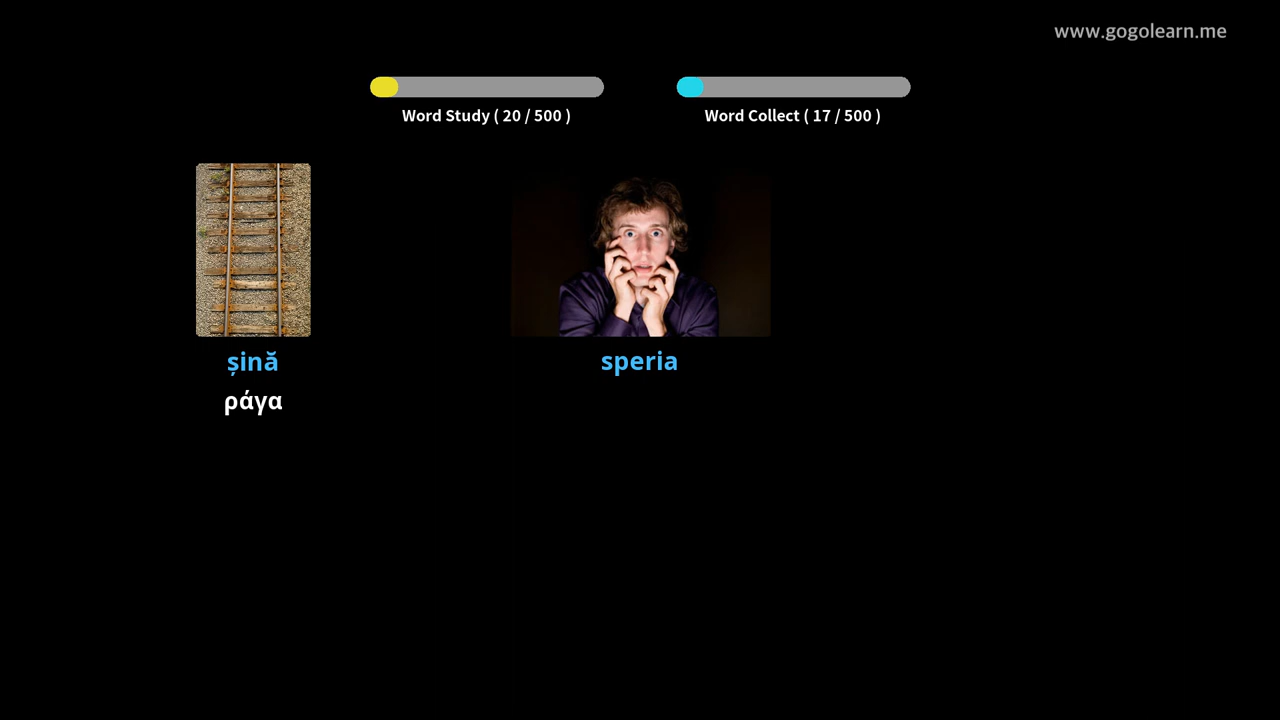 www.gogolearn.me
Word Study ( 20 / 500 )
Word Collect ( 17 / 500 )
șină
speria
ράγα